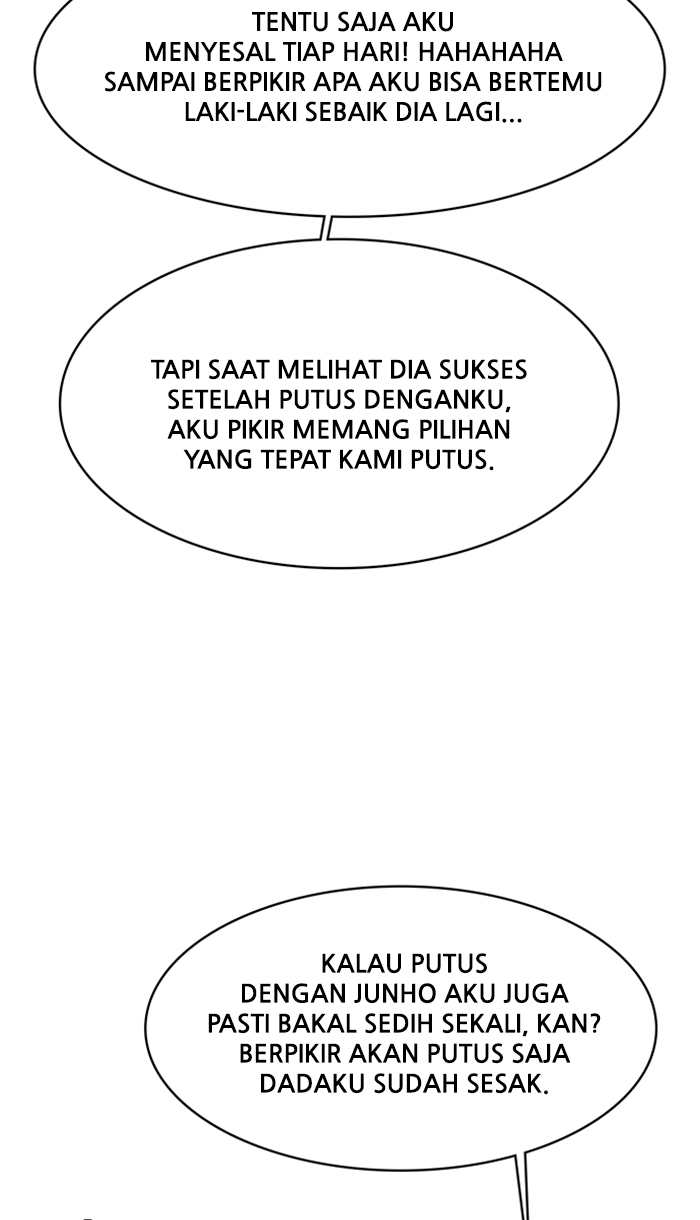 TENTU SAJA AKU
MENYESAL TIAP HARI! HAHAHAHA
SAMPAI BERPIKIR APA AKU BISA BERTEMU
LAKI-LAKI SEBAIK DIA LAGI...
TAPI SAAT MELIHAT DIA SUKSES
SETELAH PUTUS DENGANKU,
AKU PIKIR MEMANG PILIHAN
YANG TEPAT KAMI PUTUS.
KALAU PUTUS
DENGAN JUNHO AKU JUGA
PASTI BAKAL SEDIH SEKALI, KAN?
BERPIKIR AKAN PUTUS SAJA
DADAKU SUDAH SESAK.